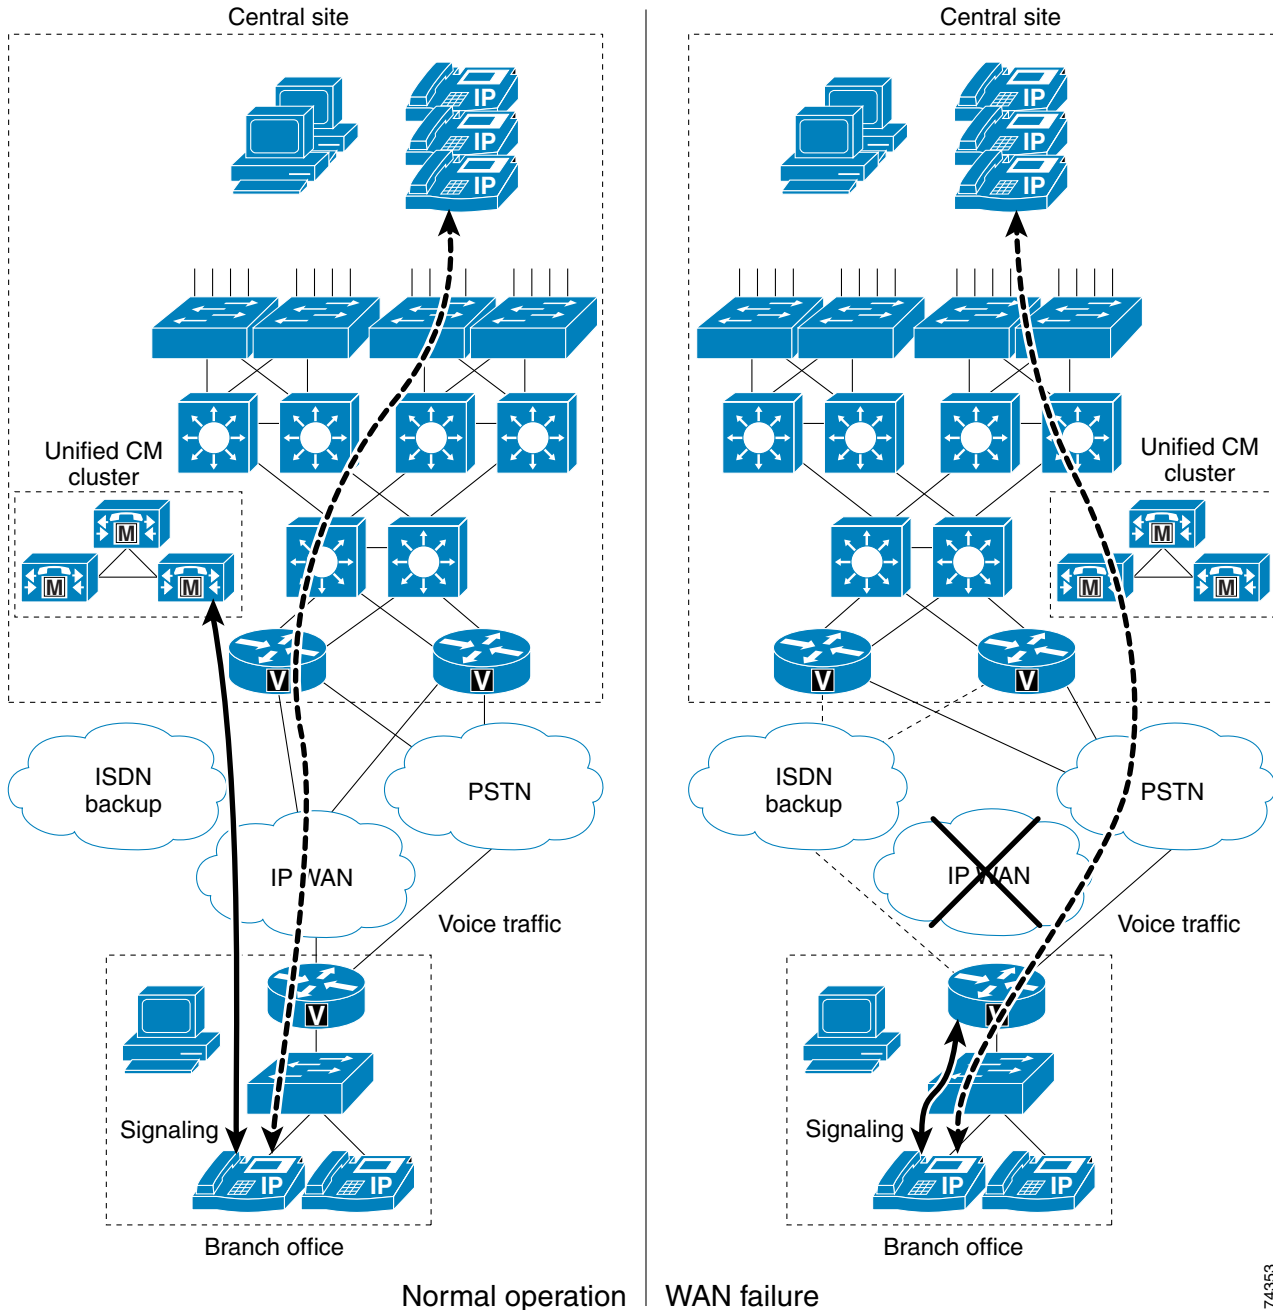 Central site
IP
IP
IP
Unified CM
cluster
M
M
M
V
V
ISDN
backup
PSTN
IP WAN
Voice traffic
V
Signaling
IP
IP
Branch office
Normal operation
Central site
IP
IP
IP
Unified CM
cluster
M
M
M
V
V
ISDN
backup
PSTN
IP WAN
Voice traffic
V
Signaling
IP
IP
Branch office
WAN failure
74353